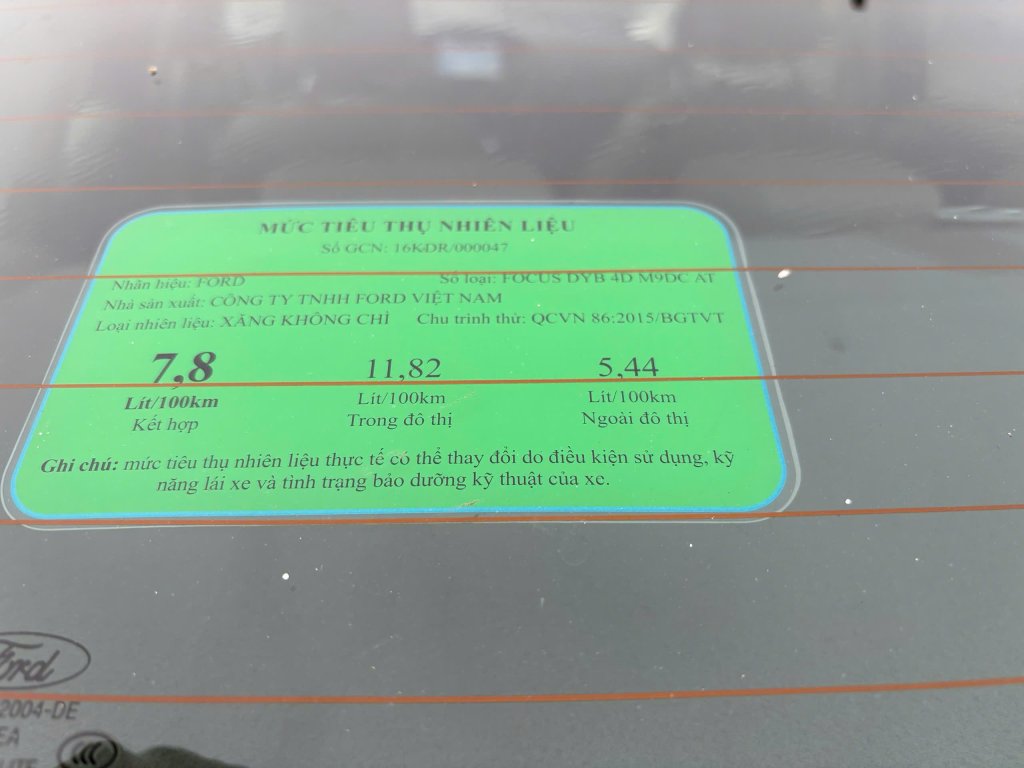 MỨC TIÊU THỤ NHIÊN LIỆU
Số GCN: 16KDR/000047
Nhãn hiệu: FORD Số loại: FOCUS DYB 4D M9DC AT
Nhà sản xuất: CÔNG TY TNHH FORD VIỆT NAM
Loại nhiên liệu: XĂNG KHÔNG CHÌ Chu trình thử: QCVN 86:2015/BGTVT
7,8 11,82 5,44
Lít/100km Lít/100km Lít/100km
Kết hợp Trong đô thị Ngoài đô thị
Ghi chú: mức tiêu thụ nhiên liệu thực tế có thể thay đổi do điều kiện sử dụng, kỹ
năng lái xe và tình trạng bảo dưỡng kỹ thuật của xe.
Ford
2004-DE